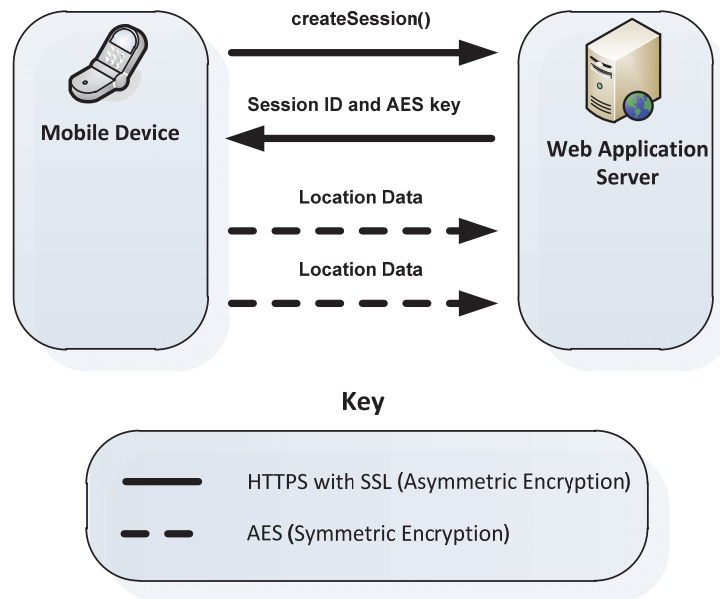 createSession()
Mobile Device
Session ID and AES key
Web Application
Server
Location Data
Location Data
Key
HTTPS with SSL (Asymmetric Encryption)
AES (Symmetric Encryption)